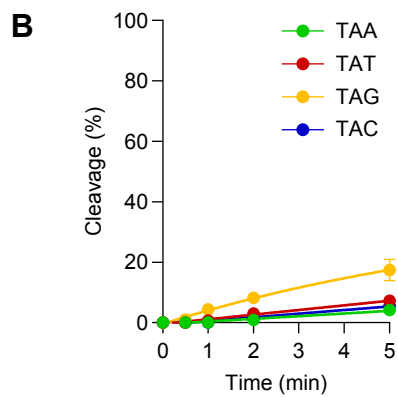 B
100
80
60
40
20
0
Cleavage (%)
0 1 2 3 4 5
Time (min)
TAA
TAT
TAG
TAC